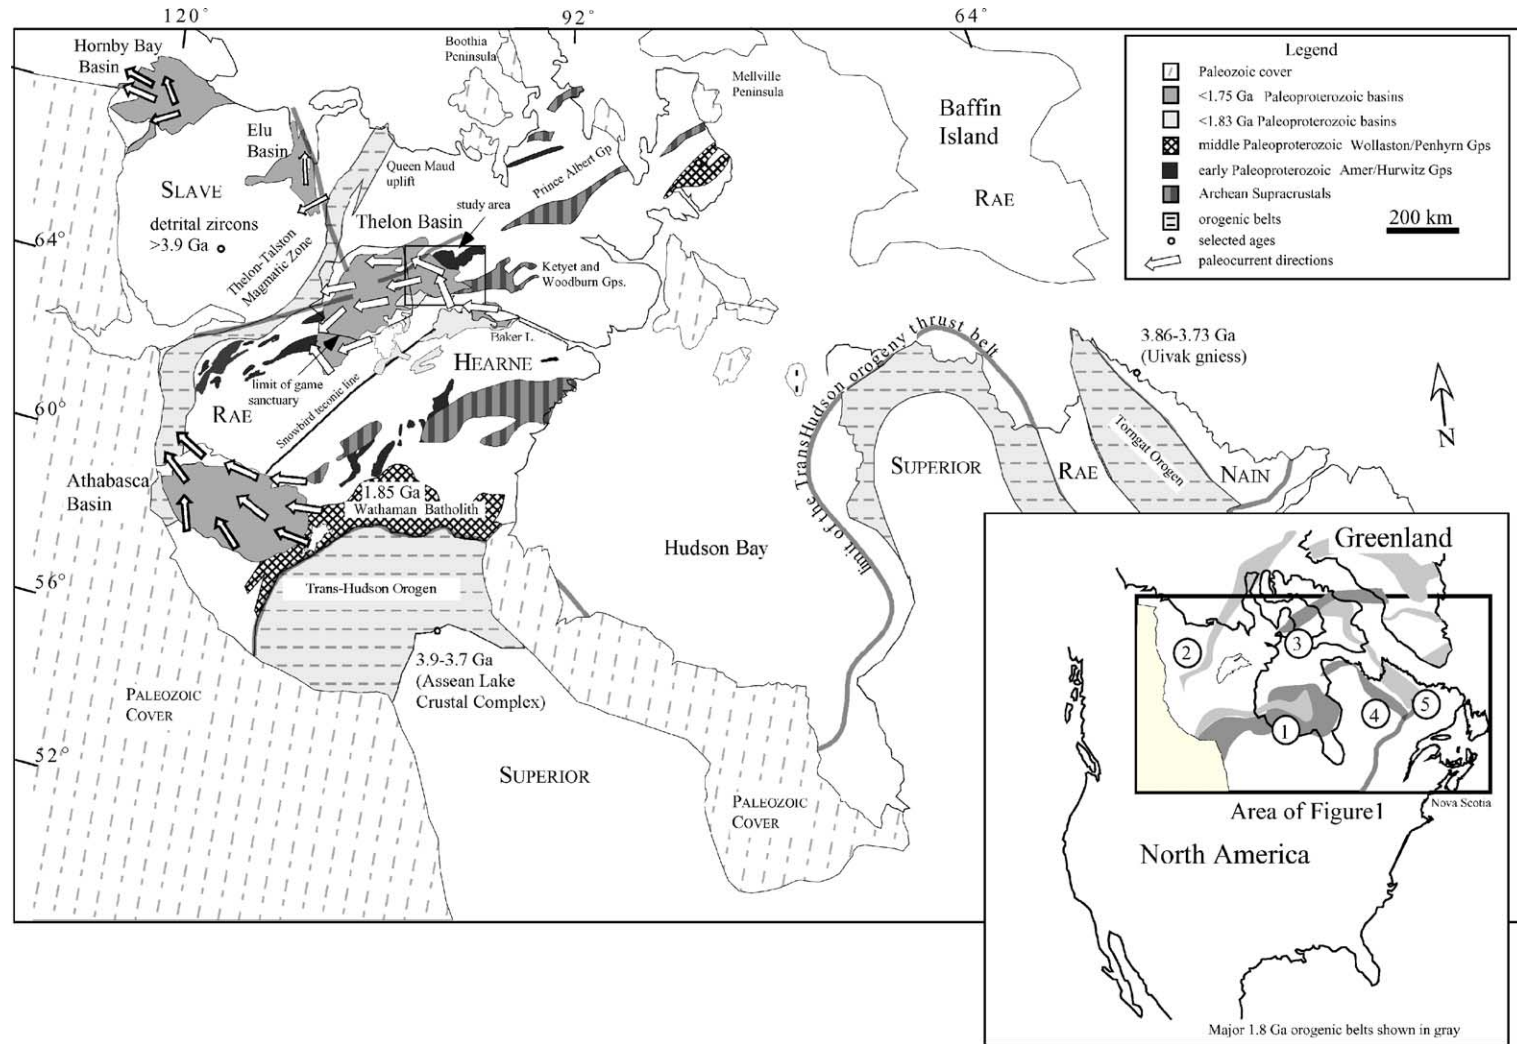 120°
92°
64°
Hornby Bay
Basin
Boothia
Peninsula
Mellville
Peninsula
Baffin
Island
RAE
Legend
Paleozoic cover
<1.75 Ga Paleoproterozoic basins
<1.83 Ga Paleoproterozoic basins
middle Paleoproterozoic Wollaston/Penhyrn Gps
early Paleoproterozoic Amer/Hurwitz Gps
Archean Supracrustals
orogenic belts
selected ages
paleocurrent directions
200 km
Elu
Basin
Queen Maud
uplift
Prince Albert Gp
SLAVE
detrital zircons
>3.9 Ga
study area
Thelon Basin
64°
Thelon-Talston
Magmatic Zone
Ketyet and
Woodburn Gps.
Baker L
HEARNE
limit of game
sanctuary
Snowbird teconic line
60°
RAE
limit of the TransHudson orogeny thrust belt
3.86-3.73 Ga
(Uivak gniess)
N
SUPERIOR
RAE
Torngat Orogen
NAIN
Athabasca
Basin
1.85 Ga
Wathaman Batholith
Hudson Bay
56°
Trans-Hudson Orogen
3.9-3.7 Ga
(Assean Lake
Crustal Complex)
PALEOZOIC
COVER
52°
SUPERIOR
PALEOZOIC
COVER
Greenland
2
3
1
4
5
Nova Scotia
Area of Figure1
North America
Major 1.8 Ga orogenic belts shown in gray